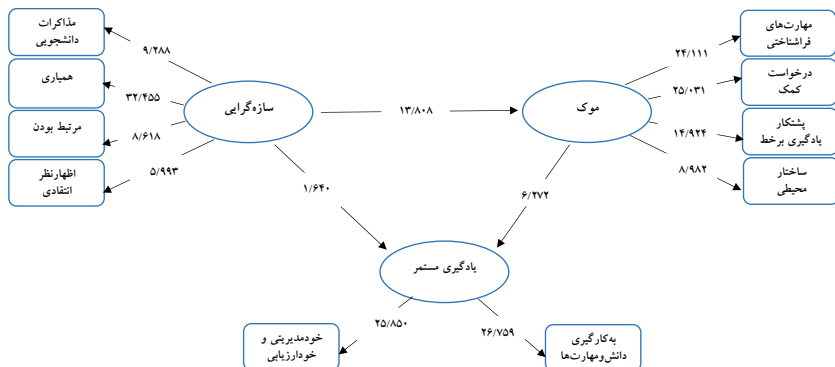 مذاکرات
دانشجویی
همیاری
مرتبط بودن
اظهارنظر
انتقادی
۹/۲۸۸
۳۲/۴۵۵
۸/۶۱۸
۵/۹۹۳
سازه‌گرایی
۱۳/۸۰۸
موک
۲۴/۱۱۱
۲۵/۰۳۱
۱۴/۹۲۴
۸/۹۸۲
مهارت‌های
فراشناختی
درخواست
کمک
پشتکار
یادگیری برخط
ساختار
محیطی
۱/۶۴۰
۶/۲۷۲
یادگیری مستمر
۲۵/۸۵۰
۲۶/۷۵۹
خودمدیریتی و
خودارزیابی
به‌کارگیری
دانش‌ومهارت‌ها